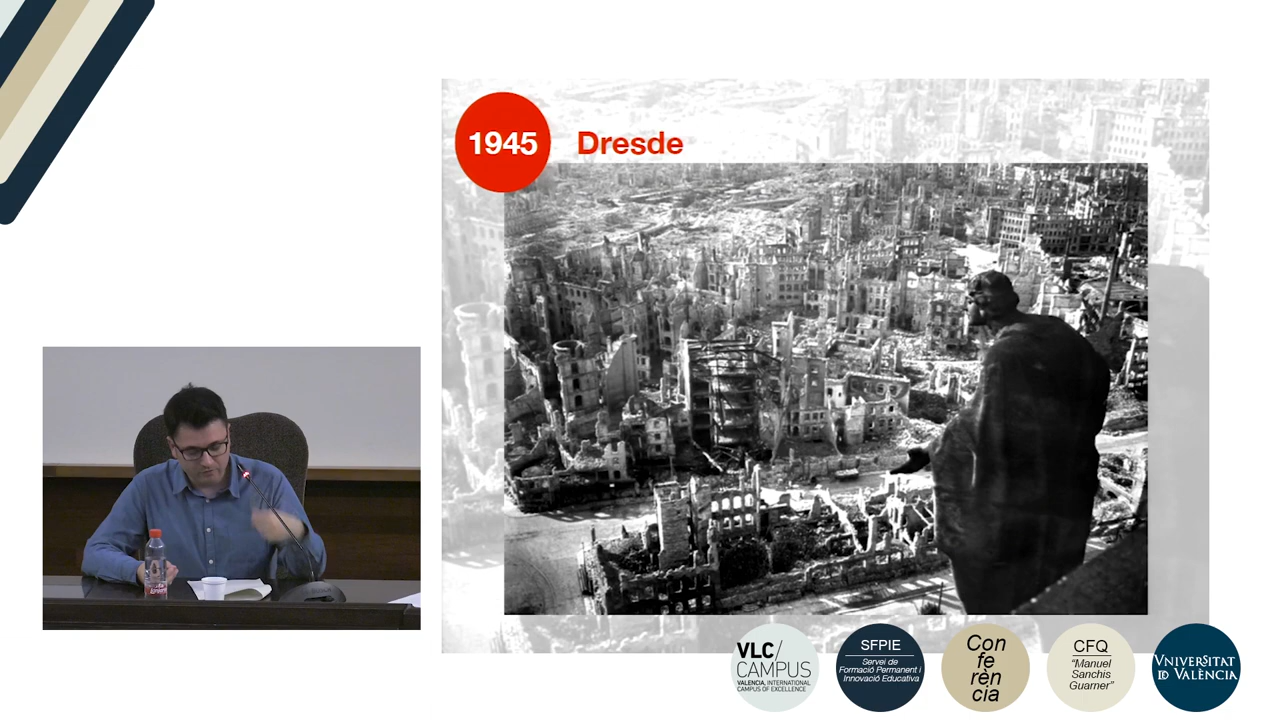 1945
Dresde
VLC/
CAMPUS
VALENCIA, INTERNATIONAL
CAMPUS OF EXCELLENCE
SFPIE
Servei de
Formació Permanent i
Innovació Educativa
Con
fe
rèn
cia
CFQ
“Manuel
Sanchis
Guarner”
VNIVERSITAT
ID VALÈNCIA